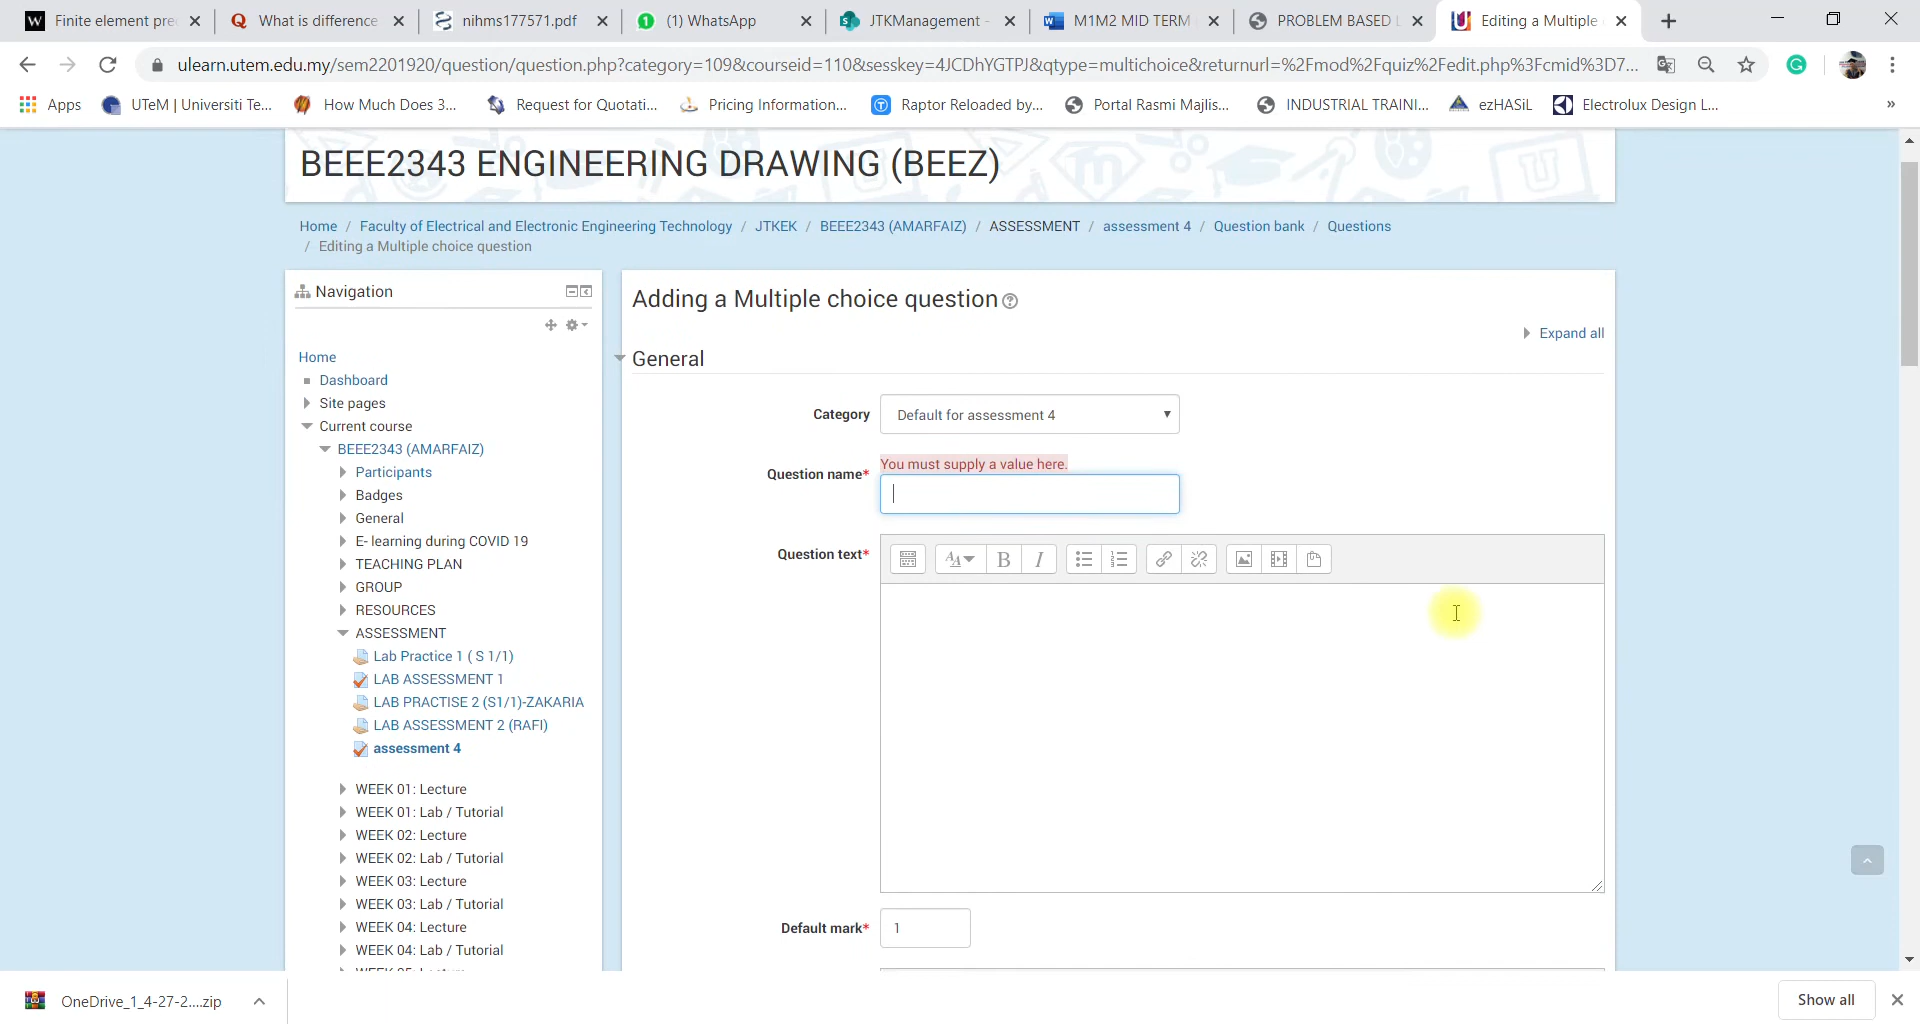 Finite element pre
What is difference
nihms177571.pdf
(1) WhatsApp
JTKManagement -
M1M2 MID TERM
PROBLEM BASED L
Editing a Multiple
ulearn.utem.edu.my/sem2201920/question/question.php?category=109&courseid=110&sesskey=4JCDhYGTPJ&qtype=multichoice&returnurl=%2Fmod%2Fquiz%2Fedit.php%3Fcmid%3D7...
Apps
UTeM | Universiti Te...
How Much Does 3...
Request for Quotati...
Pricing Information...
Raptor Reloaded by...
Portal Rasmi Majlis...
INDUSTRIAL TRAINI...
ezHASiL
Electrolux Design L...
»
BEEE2343 ENGINEERING DRAWING (BEEZ)
Home / Faculty of Electrical and Electronic Engineering Technology / JTKEK / BEEE2343 (AMARFAIZ) / ASSESSMENT / assessment 4 / Question bank / Questions
/ Editing a Multiple choice question
Navigation
Home
Dashboard
Site pages
Current course
BEEE2343 (AMARFAIZ)
Participants
Badges
General
E- learning during COVID 19
TEACHING PLAN
GROUP
RESOURCES
ASSESSMENT
Lab Practice 1 ( S 1/1)
LAB ASSESSMENT 1
LAB PRACTISE 2 (S1/1)-ZAKARIA
LAB ASSESSMENT 2 (RAFI)
assessment 4
WEEK 01: Lecture
WEEK 01: Lab / Tutorial
WEEK 02: Lecture
WEEK 02: Lab / Tutorial
WEEK 03: Lecture
WEEK 03: Lab / Tutorial
WEEK 04: Lecture
WEEK 04: Lab / Tutorial
Adding a Multiple choice question
Expand all
General
Category
Default for assessment 4
You must supply a value here.
Question name*
Question text*
Default mark*
1
OneDrive_1_4-27-2....zip
Show all